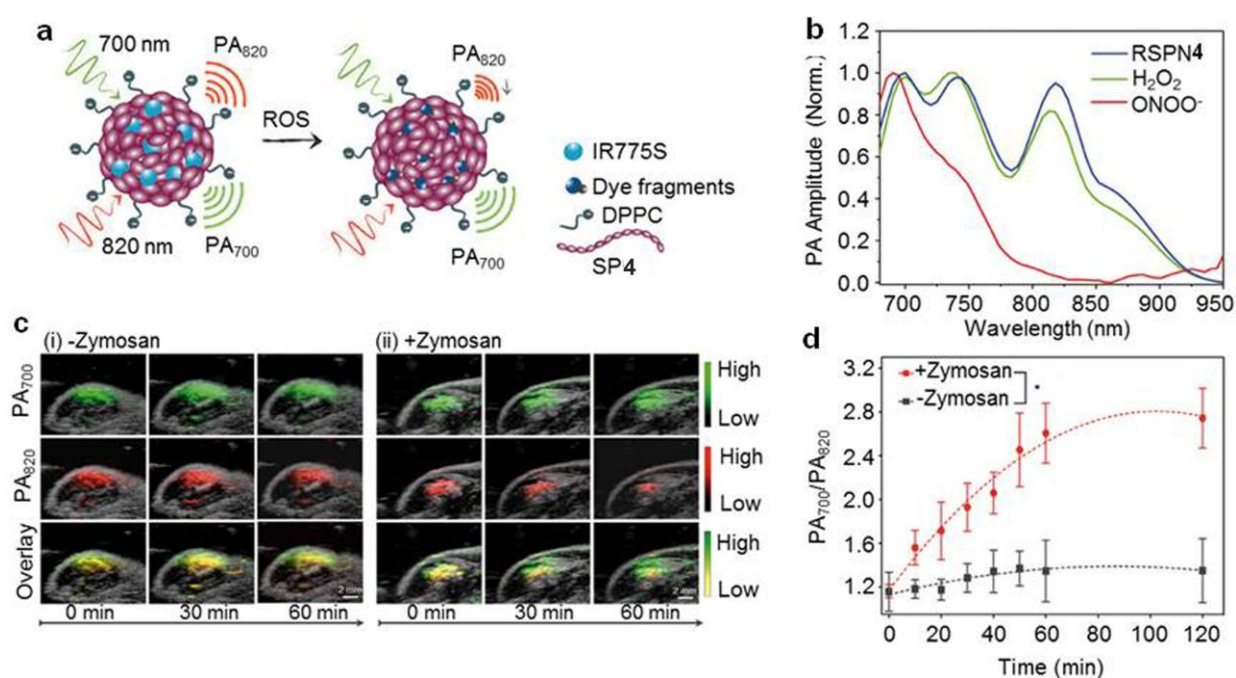 a
700 nm
PA820
ROS
820 nm
PA700
PA820
PA700
IR775S
Dye fragments
DPPC
SP4
b
PA Amplitude (Norm.)
1.0
0.8
0.6
0.4
0.2
0.0
RSPN4
H2O2
ONOO-
700 750 800 850 900 950
Wavelength (nm)
c
(i) -Zymosan (ii) +Zymosan
PA700
High
Low
PA820
High
Low
Overlay
High
Low
2 mm 2 mm
0 min 30 min 60 min 0 min 30 min 60 min
d
PA700/PA820
3.2
2.8
2.4
2.0
1.6
1.2
+Zymosan
-Zymosan
*
0 20 40 60 80 100 120
Time (min)